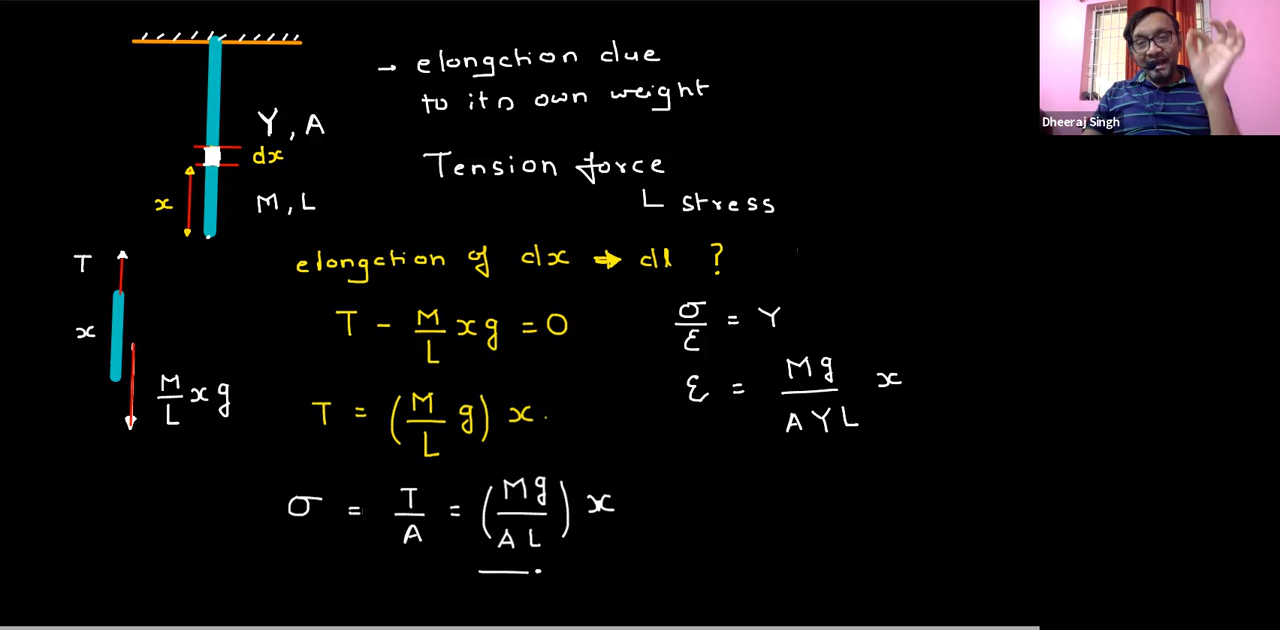 → elongation due
to its own weight
Y, A
dx
Tension force
x
M, L
∟ stress
T
elongation of dx → dl ?
x
T - M/L xg = 0
σ/ε = Y
M/L xg
ε = Mg/AYL x
T = (M/L g) x.
σ = T/A = (Mg/AL) x
Dheeraj Singh